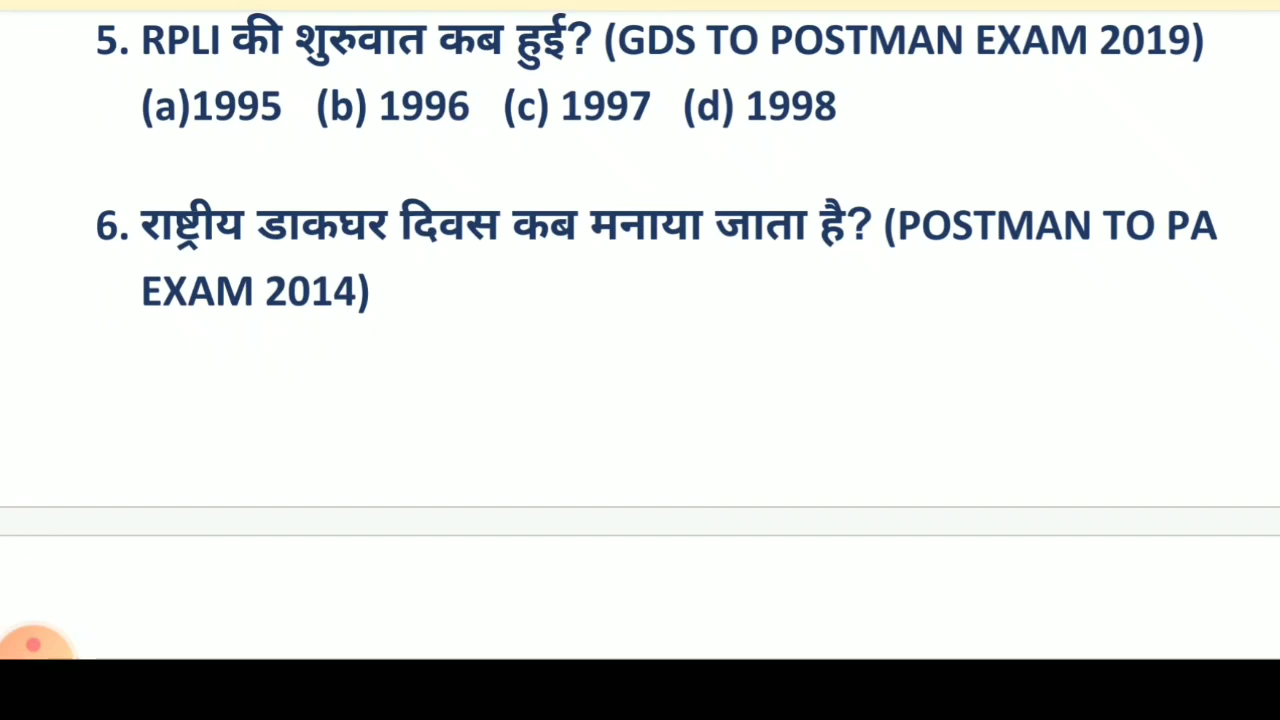 5. RPLI की शुरुवात कब हुई? (GDS TO POSTMAN EXAM 2019)
(a)1995 (b) 1996 (c) 1997 (d) 1998
6. राष्ट्रीय डाकघर दिवस कब मनाया जाता है? (POSTMAN TO PA
EXAM 2014)